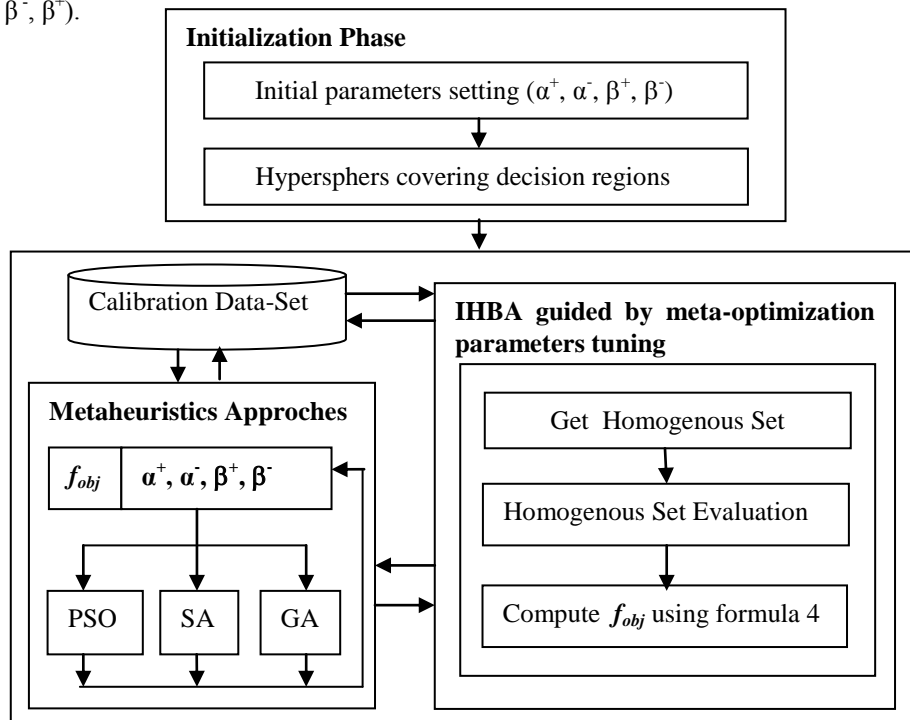 β⁻, β⁺).
Initialization Phase
Initial parameters setting (α⁺, α⁻, β⁺, β⁻)
Hypersphers covering decision regions
Calibration Data-Set
IHBA guided by meta-optimization
parameters tuning
Metaheuristics Approches
f_obj α⁺, α⁻, β⁺, β⁻
PSO SA GA
Get Homogenous Set
Homogenous Set Evaluation
Compute f_obj using formula 4